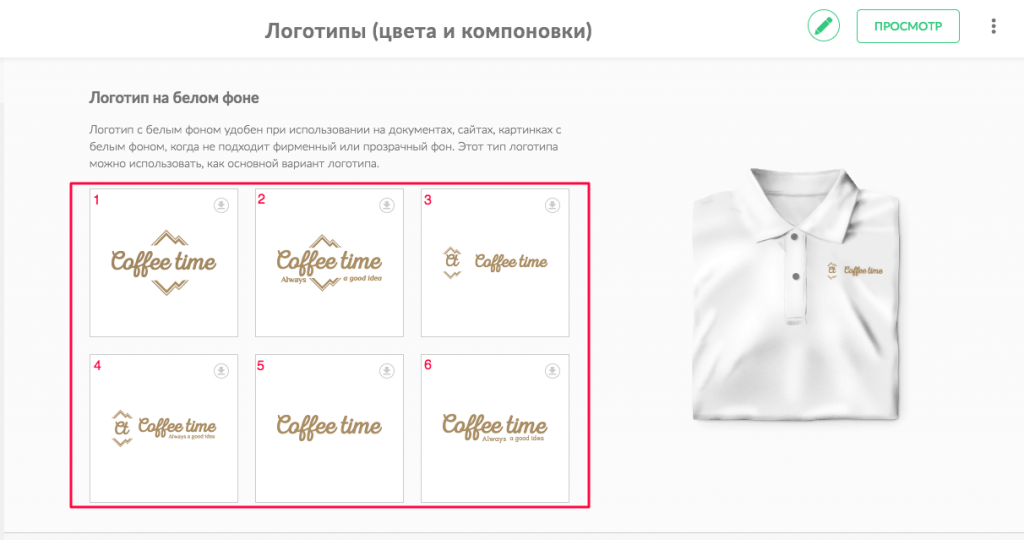 Логотипы (цвета и компоновки)
ПРОСМОТР
Логотип на белом фоне
Логотип с белым фоном удобен при использовании на документах, сайтах, картинках с
белым фоном, когда не подходит фирменный или прозрачный фон. Этот тип логотипа
можно использовать, как основной вариант логотипа.
1
Coffee time
2
Coffee time
Always a good idea
3
Ct Coffee time
4
Ct Coffee time
Always a good idea
5
Coffee time
6
Coffee time
Always a good idea
Ct Coffee time